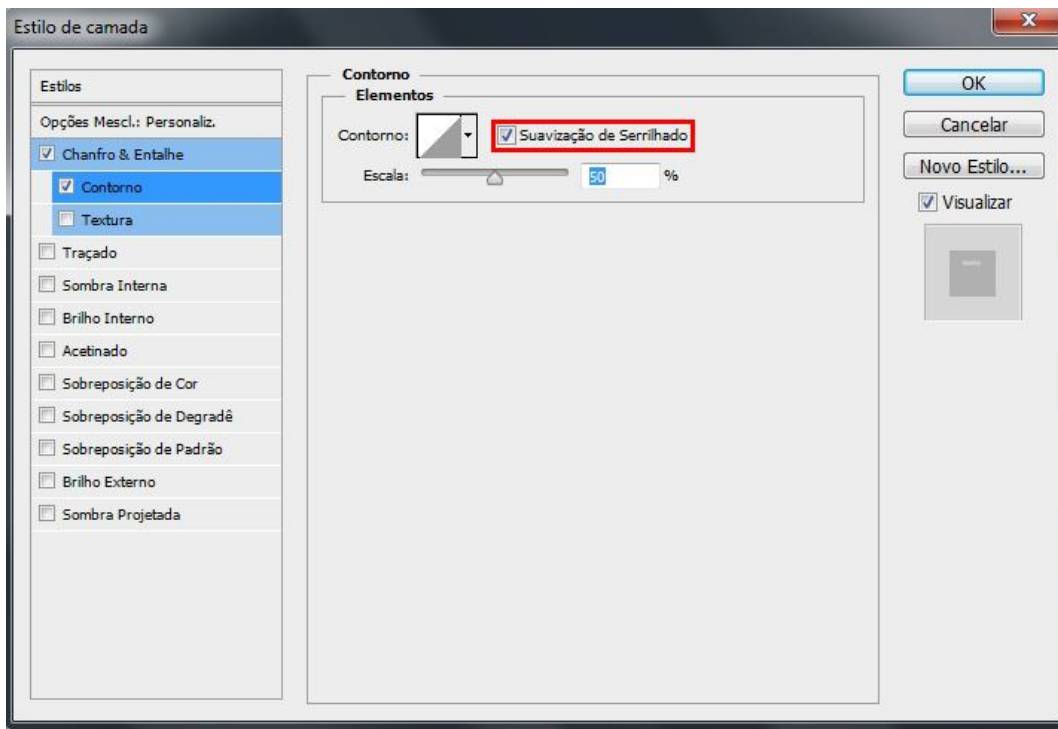 Estilo de camada
Estilos
Opções Mescl.: Personaliz.
Chanfro & Entalhe
Contorno
Textura
Traçado
Sombra Interna
Brilho Interno
Acetinado
Sobreposição de Cor
Sobreposição de Degradê
Sobreposição de Padrão
Brilho Externo
Sombra Projetada
Contorno
Elementos
Contorno: Suavização de Serrilhado
Escala: 50 %
OK
Cancelar
Novo Estilo...
Visualizar